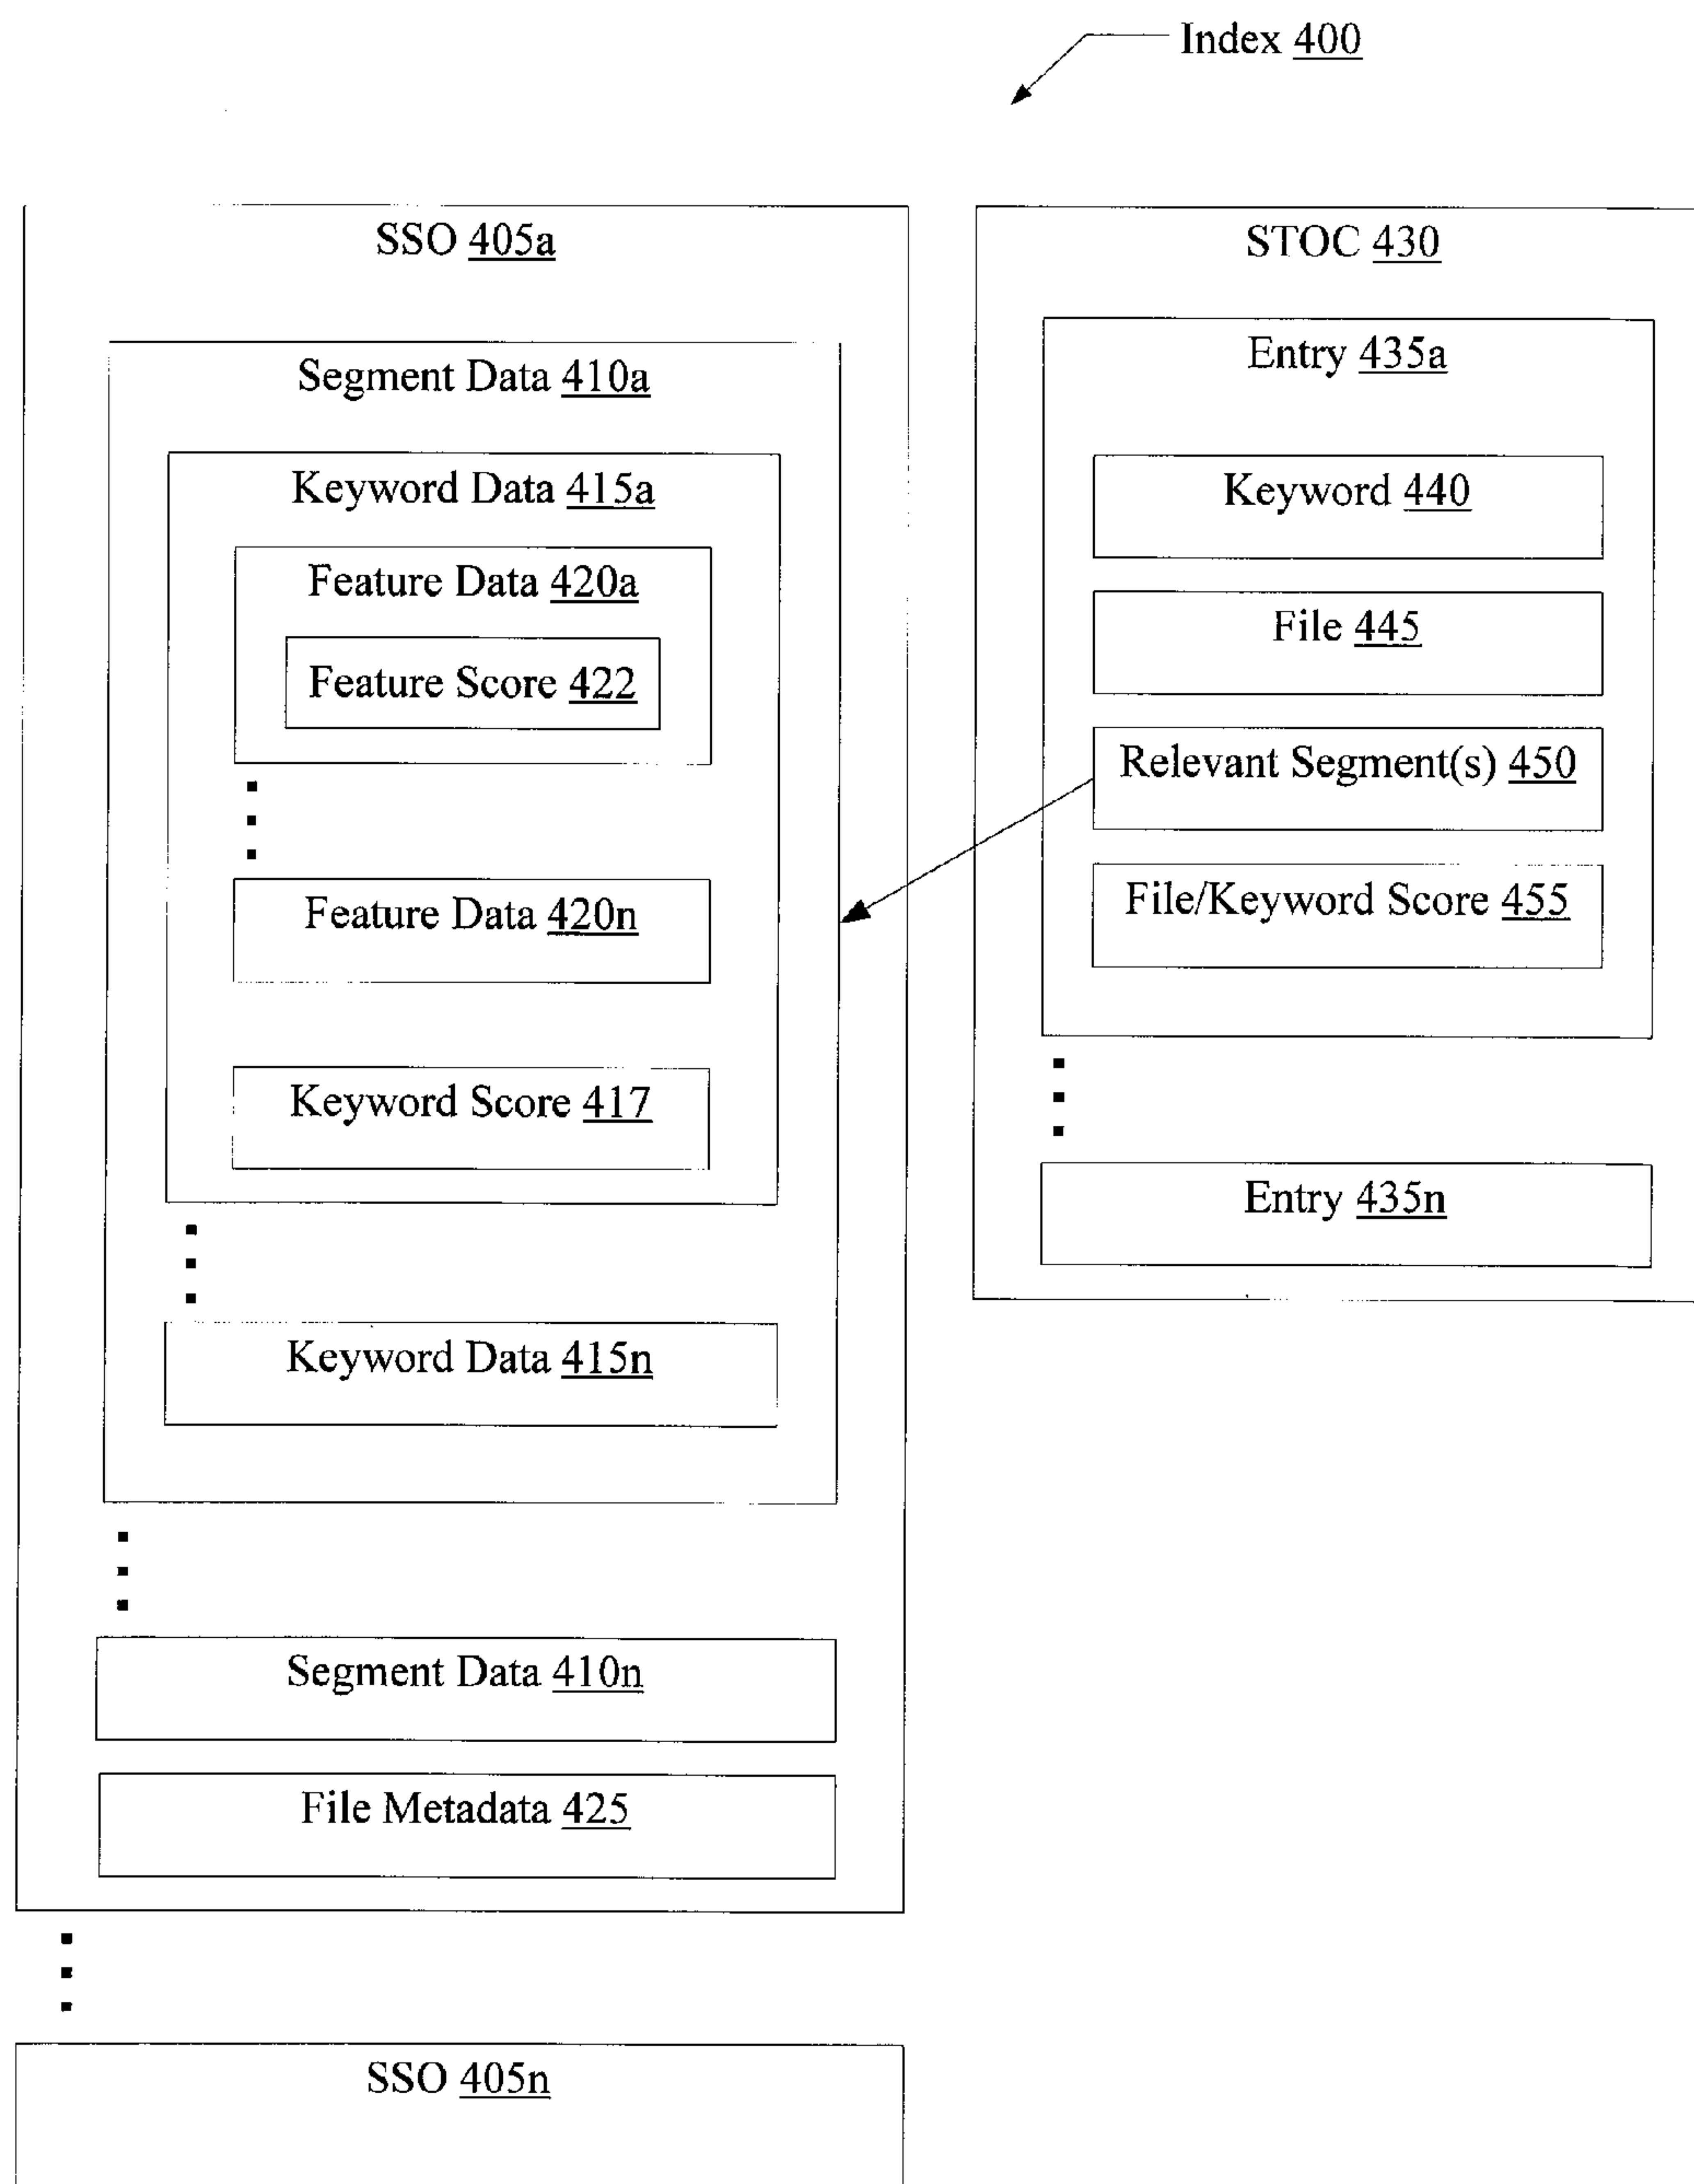 Index 400
SSO 405a
Segment Data 410a
Keyword Data 415a
Feature Data 420a
Feature Score 422
Feature Data 420n
Keyword Score 417
Keyword Data 415n
Segment Data 410n
File Metadata 425
SSO 405n
STOC 430
Entry 435a
Keyword 440
File 445
Relevant Segment(s) 450
File/Keyword Score 455
Entry 435n